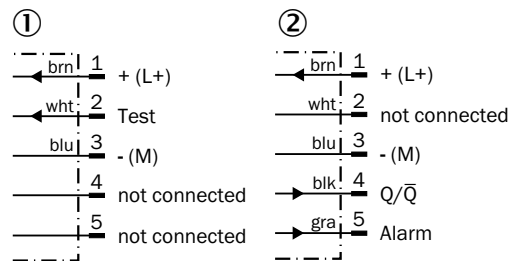 ①
brn 1 + (L+)
wht 2 Test
blu 3 - (M)
4 not connected
5 not connected
②
brn 1 + (L+)
wht 2 not connected
blu 3 - (M)
blk 4 Q/Q̅
gra 5 Alarm